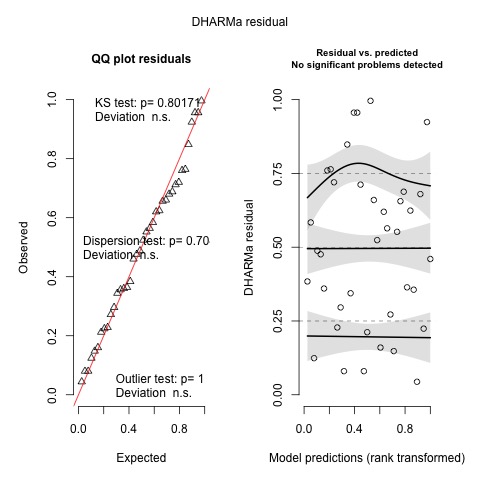 DHARMa residual
QQ plot residuals
KS test: p= 0.80171
Deviation n.s.
Dispersion test: p= 0.70
Deviation n.s.
Outlier test: p= 1
Deviation n.s.
Observed
0.0
0.2
0.4
0.6
0.8
1.0
0.0
0.4
0.8
Expected
Residual vs. predicted
No significant problems detected
DHARMa residual
0.00
0.25
0.50
0.75
1.00
0.0
0.4
0.8
Model predictions (rank transformed)